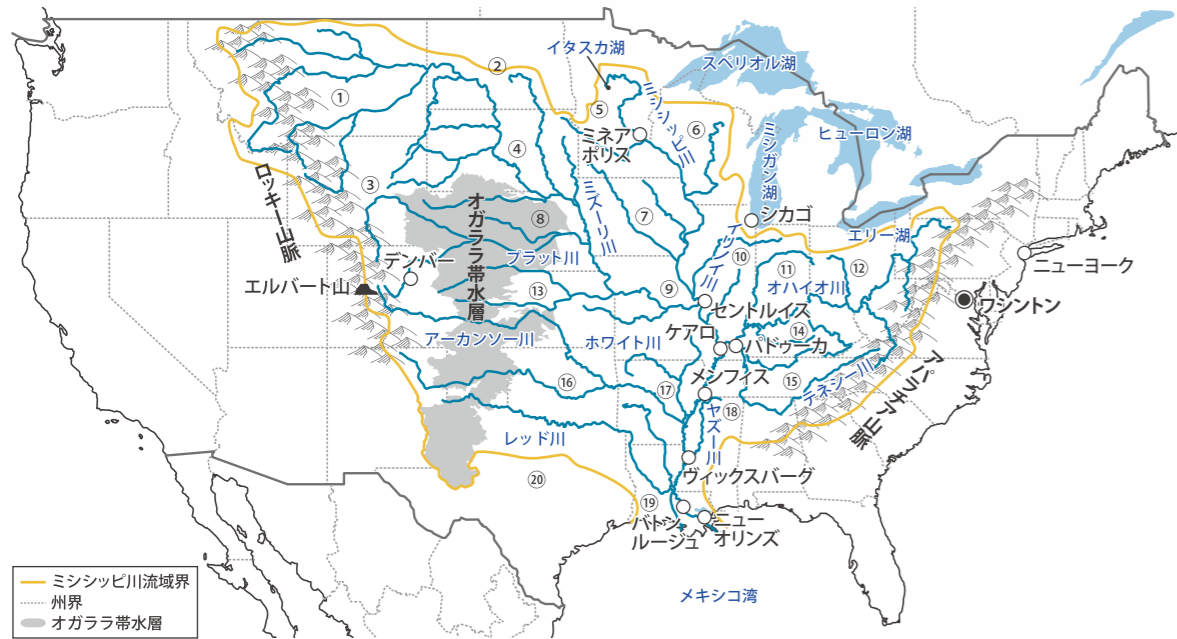 イタスカ湖
スペリオル湖
ミシシッピ川
ミネア
ポリス
ミシガン湖
ヒューロン湖
①
②
③
④
⑤
⑥
⑦
⑧
⑨
⑩
⑪
⑫
⑬
⑭
⑮
⑯
⑰
⑱
⑲
⑳
ロッキー山脈
オガララ帯水層
ミズーリ川
シカゴ
イリノイ川
エリー湖
ニューヨーク
デンバー
プラット川
オハイオ川
エルバート山
セントルイス
ワシントン
アーカンソー川
ホワイト川
ケアロ
パドゥーカ
メンフィス
テネシー川
アパラチア山脈
ヤズー川
レッド川
ヴィックスバーグ
バトン
ルージュ
ニュー
オリンズ
メキシコ湾
ミシシッピ川流域界
州界
オガララ帯水層